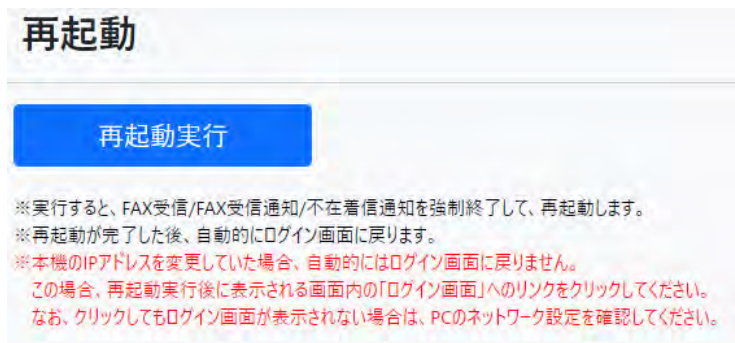 再起動
再起動実行
※実行すると、FAX受信/FAX受信通知/不在着信通知を強制終了して、再起動します。
※再起動が完了した後、自動的にログイン画面に戻ります。
※本機のIPアドレスを変更していた場合、自動的にはログイン画面に戻りません。
この場合、再起動実行後に表示される画面内の「ログイン画面」へのリンクをクリックしてください。
なお、クリックしてもログイン画面が表示されない場合は、PCのネットワーク設定を確認してください。